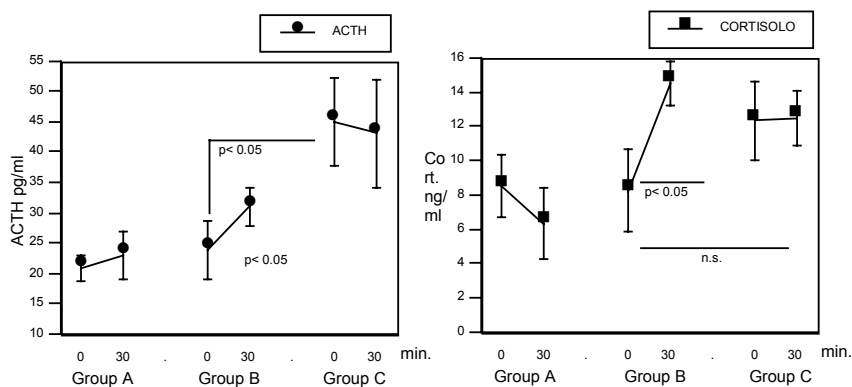 ACTH
55
50
45
40
35
30
25
20
15
10
ACTH pg/ml
p< 0.05
p< 0.05
0 30 . 0 30 . 0 30 min.
Group A Group B Group C
CORTISOLO
16
14
12
10
8
6
4
2
0
Co
rt.
ng/
ml
p< 0.05
n.s.
0 30 . 0 30 . 0 30 min.
Group A Group B Group C